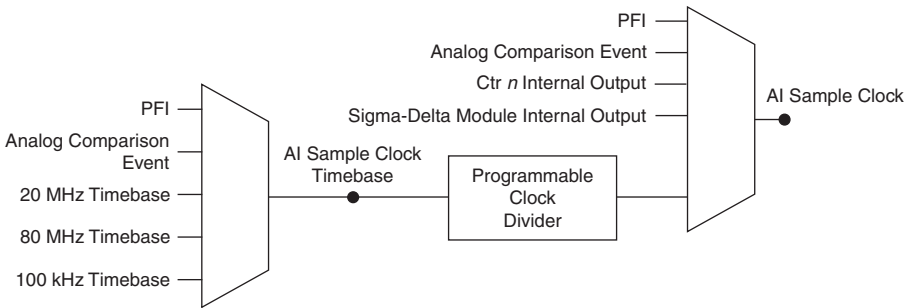 PFI
Analog Comparison Event
Ctr n Internal Output
Sigma-Delta Module Internal Output
AI Sample Clock
PFI
Analog Comparison
Event
20 MHz Timebase
80 MHz Timebase
100 kHz Timebase
AI Sample Clock
Timebase
Programmable
Clock
Divider